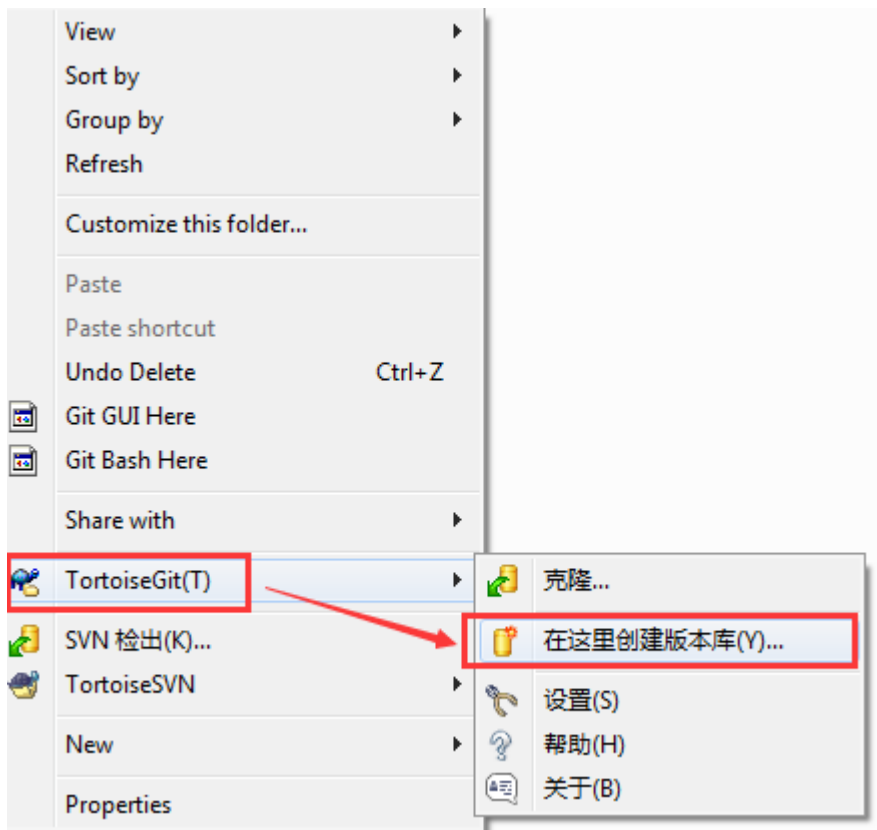 View
Sort by
Group by
Refresh
Customize this folder...
Paste
Paste shortcut
Undo Delete Ctrl+Z
Git GUI Here
Git Bash Here
Share with
TortoiseGit(T)
SVN 检出(K)...
TortoiseSVN
New
Properties
克隆...
在这里创建版本库(Y)...
设置(S)
帮助(H)
关于(B)